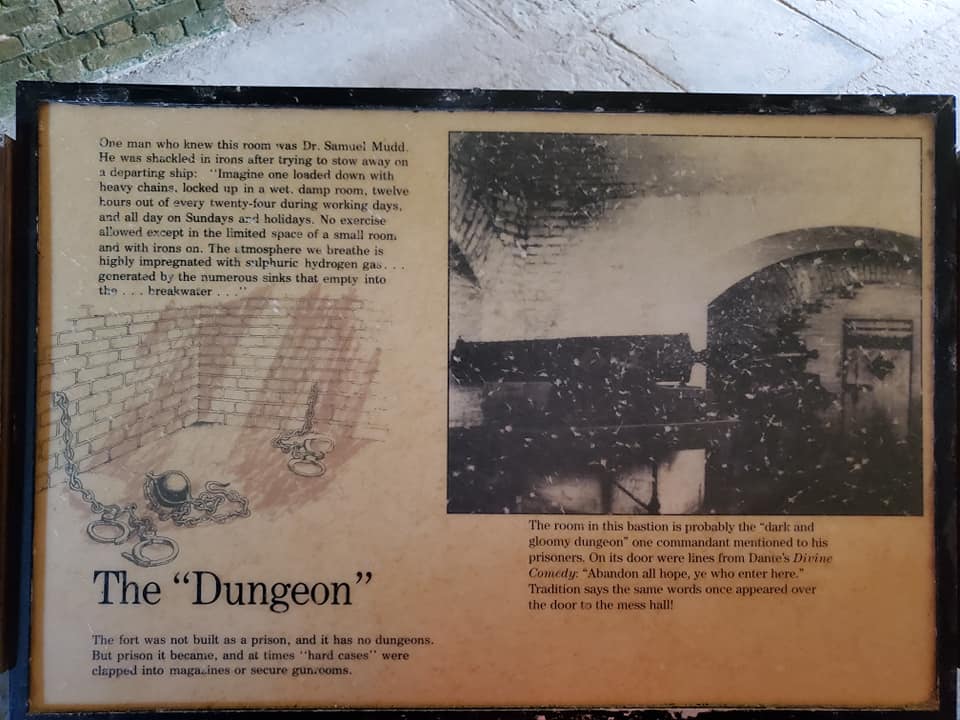 One man who knew this room was Dr. Samuel Mudd.
He was shackled in irons after trying to stow away on
a departing ship: "Imagine one loaded down with
heavy chains, locked up in a wet, damp room, twelve
hours out of every twenty-four during working days,
and all day on Sundays and holidays. No exercise
allowed except in the limited space of a small room
and with irons on. The atmosphere we breathe is
highly impregnated with sulphuric hydrogen gas. . .
generated by the numerous sinks that empty into
the . . . breakwater . . ."
The "Dungeon"
The fort was not built as a prison, and it has no dungeons.
But prison it became, and at times "hard cases" were
clapped into magazines or secure gunrooms.
The room in this bastion is probably the "dark and
gloomy dungeon" one commandant mentioned to his
prisoners. On its door were lines from Dante's Divine
Comedy: "Abandon all hope, ye who enter here."
Tradition says the same words once appeared over
the door to the mess hall!